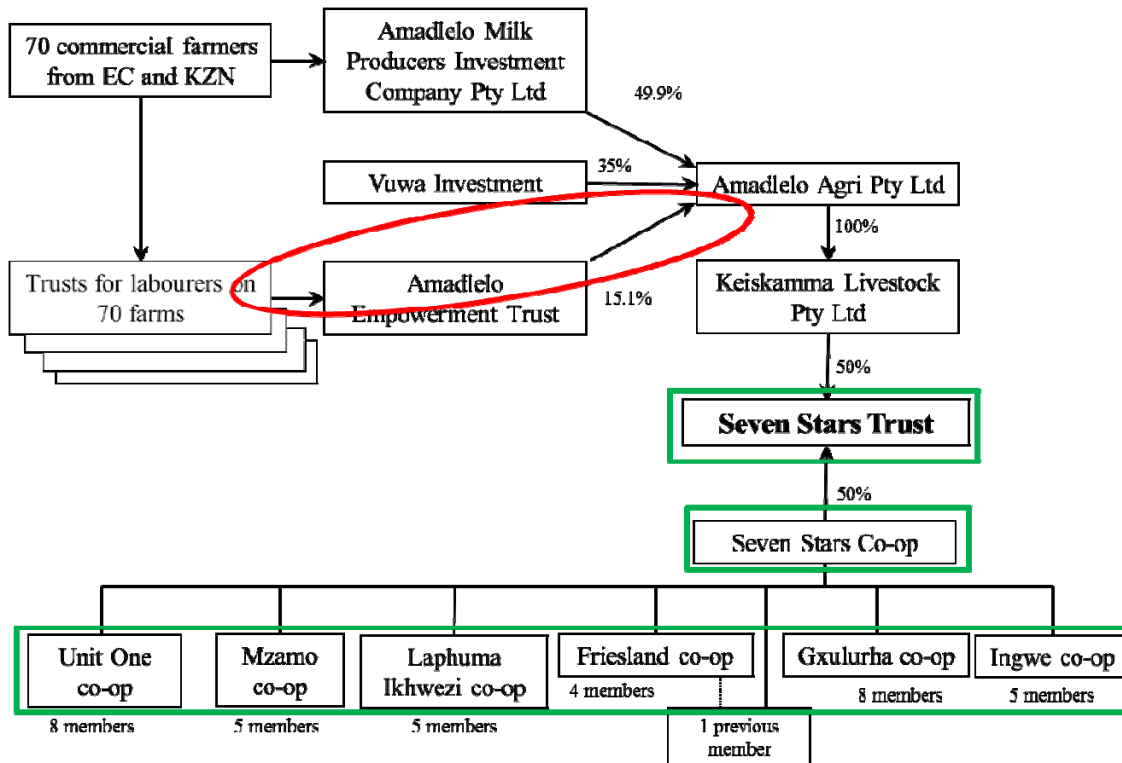 70 commercial farmers
from EC and KZN
Amadlelo Milk
Producers Investment
Company Pty Ltd
49.9%
Vuwa Investment
35%
Amadlelo Agri Pty Ltd
100%
Trusts for labourers on
70 farms
Amadlelo
Empowerment Trust
15.1%
Keiskamma Livestock
Pty Ltd
50%
Seven Stars Trust
50%
Seven Stars Co-op
Unit One
co-op
8 members
Mzamo
co-op
5 members
Laphuma
Ikhwezi co-op
5 members
Friesland co-op
4 members
1 previous
member
Gxulurha co-op
8 members
Ingwe co-op
5 members